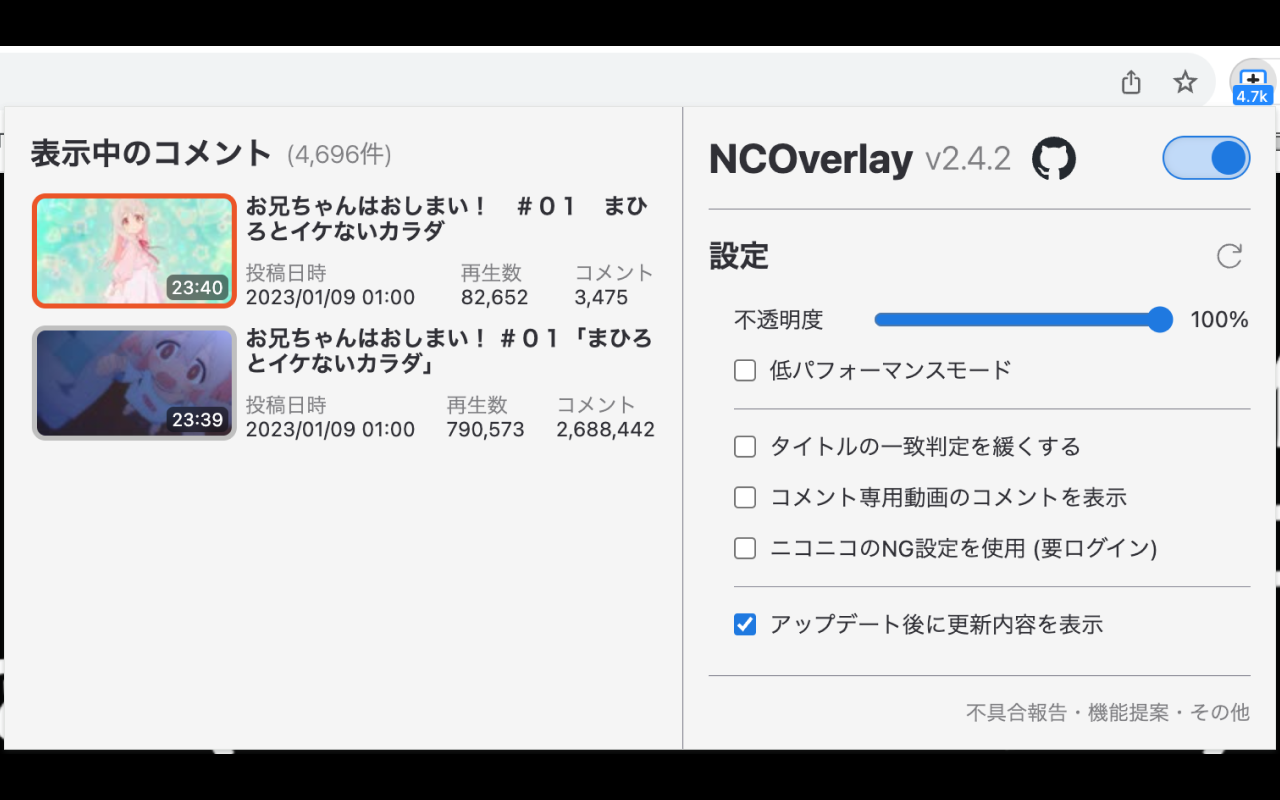 4.7k
表示中のコメント (4,696件)
23:40
お兄ちゃんはおしまい！　＃０１　まひ
ろとイケないカラダ
投稿日時 再生数 コメント
2023/01/09 01:00 82,652 3,475
23:39
お兄ちゃんはおしまい！＃０１「まひろ
とイケないカラダ」
投稿日時 再生数 コメント
2023/01/09 01:00 790,573 2,688,442
NCOverlay v2.4.2
設定
不透明度 100%
低パフォーマンスモード
タイトルの一致判定を緩くする
コメント専用動画のコメントを表示
ニコニコのNG設定を使用 (要ログイン)
アップデート後に更新内容を表示
不具合報告・機能提案・その他